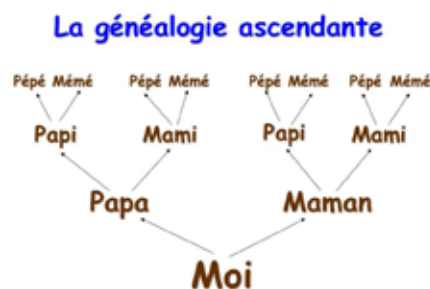 La généalogie ascendante
Pépé Mémé Pépé Mémé Pépé Mémé Pépé Mémé
Papi Mami Papi Mami
Papa Maman
Moi